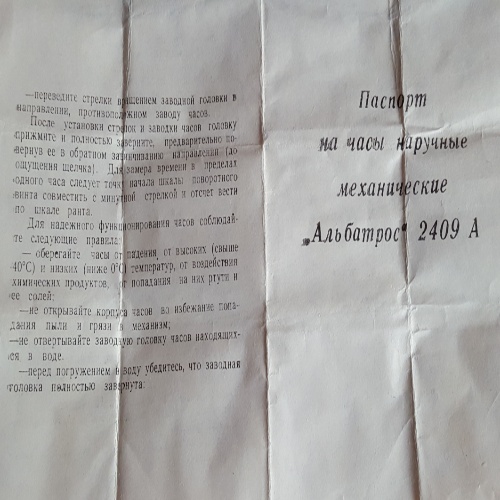 —переведите стрелки вращением заводной головки в
направлении, противоположном заводу часов.
После установки стрелок и заводки часов головку
прижмите и полностью заверните, предварительно по-
вернув ее в обратном завинчиванию направлении (до
ощущения щелчка). Для замера времени в пределах
одного часа следует точку начала шкалы поворотного
винта совместить с минутной стрелкой и отсчет вести
по шкале ранта.
Для надежного функционирования часов соблюдай-
те следующие правила:
— оберегайте часы от падения, от высоких (свыше
40°С) и низких (ниже 0°С) температур, от воздействия
химических продуктов, от попадания на них ртути и
ее солей;
—не открывайте корпуса часов во избежание попа-
дания пыли и грязи в механизм;
—не отвертывайте заводную головку часов находящих-
ся в воде.
—перед погружением в воду убедитесь, что заводная
головка полностью завернута:
Паспорт
на часы наручные
механические
„Альбатрос“ 2409 А